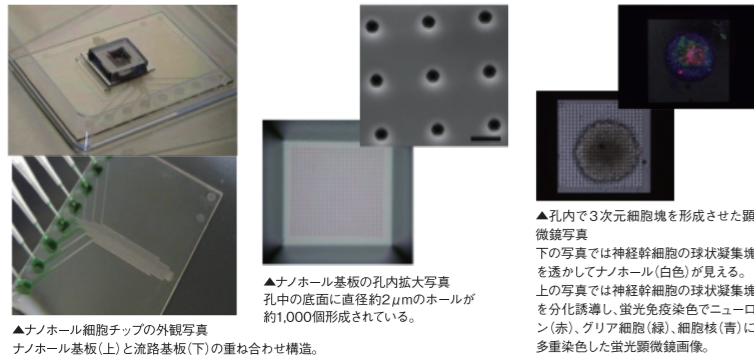 ▲ナノホール細胞チップの外観写真
ナノホール基板(上)と流路基板(下)の重ね合わせ構造。
▲ナノホール基板の孔内拡大写真
孔中の底面に直径約2μmのホールが
約1,000個形成されている。
▲孔内で3次元細胞塊を形成させた顕
微鏡写真
下の写真では神経幹細胞の球状凝集塊
を透かしてナノホール(白色)が見える。
上の写真では神経幹細胞の球状凝集塊
を分化誘導し、蛍光免疫染色でニューロ
ン(赤)、グリア細胞(緑)、細胞核(青)に
多重染色した蛍光顕微鏡画像。